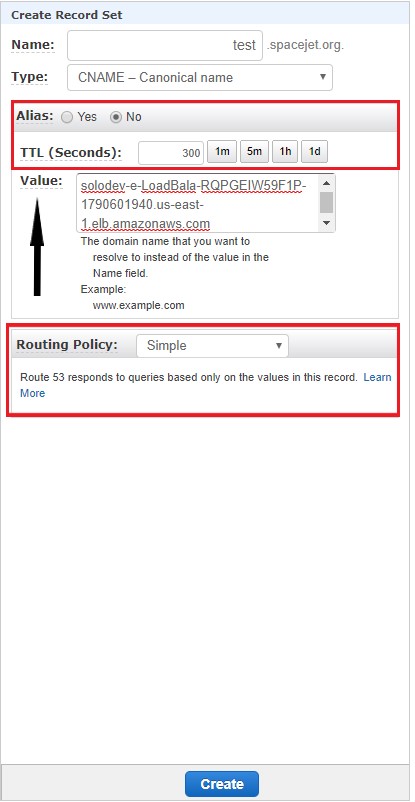 Create Record Set
Name: test .spacejet.org.
Type: CNAME – Canonical name
Alias: Yes No
TTL (Seconds): 300 1m 5m 1h 1d
Value: solodev-e-LoadBala-RQPGEIW59F1P-
1790601940.us-east-
1.elb.amazonaws.com
The domain name that you want to
resolve to instead of the value in the
Name field.
Example:
www.example.com
Routing Policy: Simple
Route 53 responds to queries based only on the values in this record. Learn
More
Create